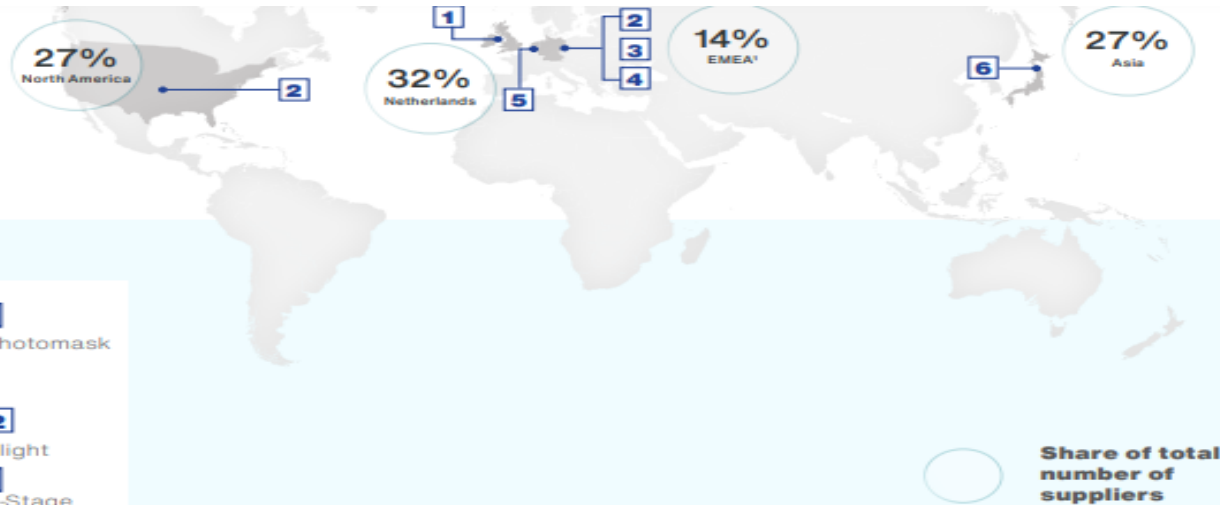 1
2
27%
North America
14%
EMEA¹
27%
Asia
3
6
32%
Netherlands
4
2
5
hotomask
2
light
-Stage
Share of total
number of
suppliers